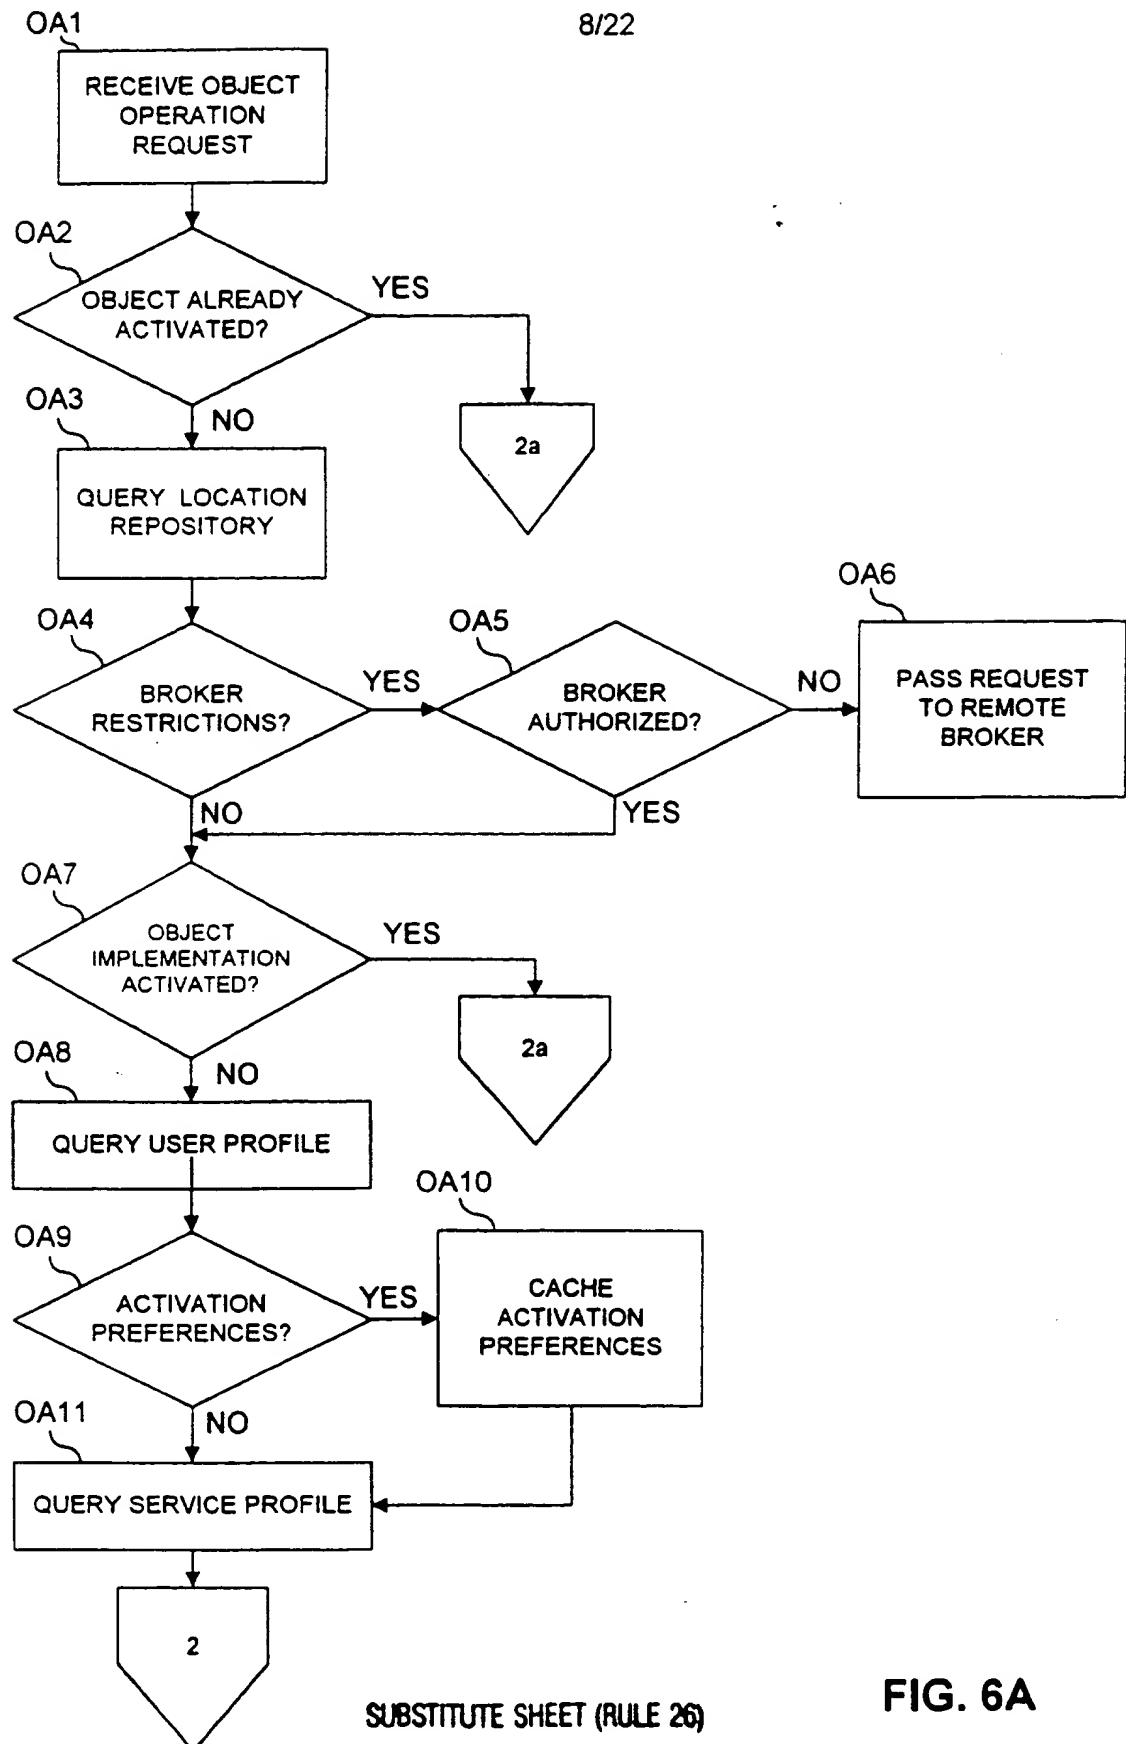 8/22
OA1
RECEIVE OBJECT
OPERATION
REQUEST
OA2
OBJECT ALREADY
ACTIVATED?
YES
2a
NO
OA3
QUERY LOCATION
REPOSITORY
OA4
BROKER
RESTRICTIONS?
YES
OA5
BROKER
AUTHORIZED?
NO
OA6
PASS REQUEST
TO REMOTE
BROKER
NO
YES
OA7
OBJECT
IMPLEMENTATION
ACTIVATED?
YES
2a
NO
OA8
QUERY USER PROFILE
OA9
ACTIVATION
PREFERENCES?
YES
OA10
CACHE
ACTIVATION
PREFERENCES
NO
OA11
QUERY SERVICE PROFILE
2
SUBSTITUTE SHEET (RULE 26)
FIG. 6A